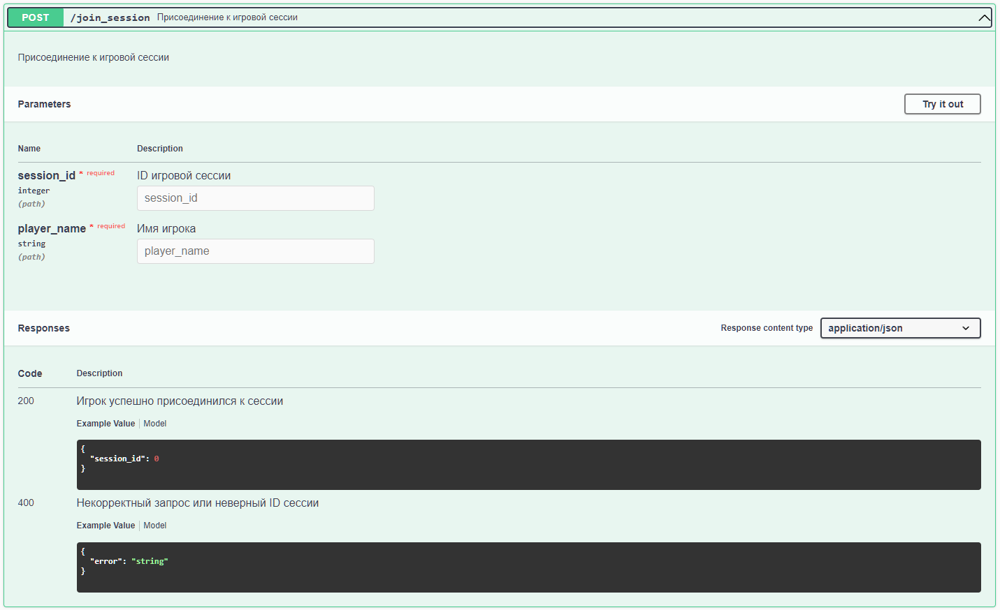 POST /join_session Присоединение к игровой сессии
Присоединение к игровой сессии
Parameters Try it out
Name Description
session_id * required ID игровой сессии
integer session_id
(path)
player_name * required Имя игрока
string player_name
(path)
Responses Response content type application/json
Code Description
200 Игрок успешно присоединился к сессии
Example Value Model
{
"session_id": 0
}
400 Некорректный запрос или неверный ID сессии
Example Value Model
{
"error": "string"
}